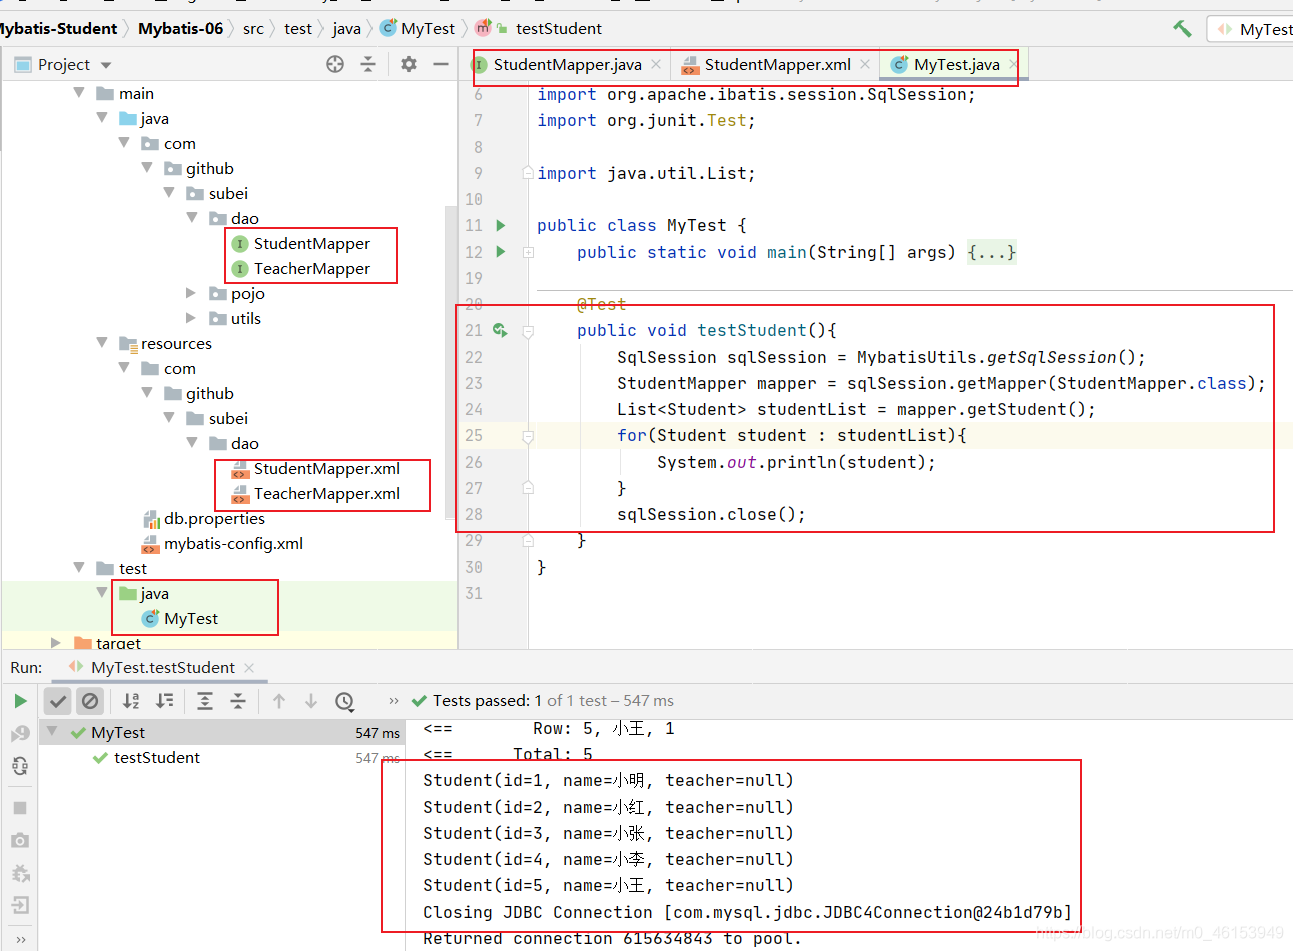 Mybatis-Student Mybatis-06 src test java MyTest testStudent MyTest
Project
main
java
com
github
subei
dao
StudentMapper
TeacherMapper
pojo
utils
resources
com
github
subei
dao
StudentMapper.xml
TeacherMapper.xml
db.properties
mybatis-config.xml
test
java
MyTest
target
StudentMapper.java StudentMapper.xml MyTest.java
6 import org.apache.ibatis.session.SqlSession;
7 import org.junit.Test;
8
9 import java.util.List;
10
11 public class MyTest {
12 public static void main(String[] args) {...}
19
20 @Test
21 public void testStudent(){
22 SqlSession sqlSession = MybatisUtils.getSqlSession();
23 StudentMapper mapper = sqlSession.getMapper(StudentMapper.class);
24 List<Student> studentList = mapper.getStudent();
25 for(Student student : studentList){
26 System.out.println(student);
27 }
28 sqlSession.close();
29 }
30 }
31
Run: MyTest.testStudent
» Tests passed: 1 of 1 test – 547 ms
MyTest 547 ms
testStudent 547 ms
<== Row: 5, 小王, 1
<== Total: 5
Student(id=1, name=小明, teacher=null)
Student(id=2, name=小红, teacher=null)
Student(id=3, name=小张, teacher=null)
Student(id=4, name=小李, teacher=null)
Student(id=5, name=小王, teacher=null)
Closing JDBC Connection [com.mysql.jdbc.JDBC4Connection@24b1d79b]
Returned connection 615634843 to pool.
https://blog.csdn.net/m0_46153949